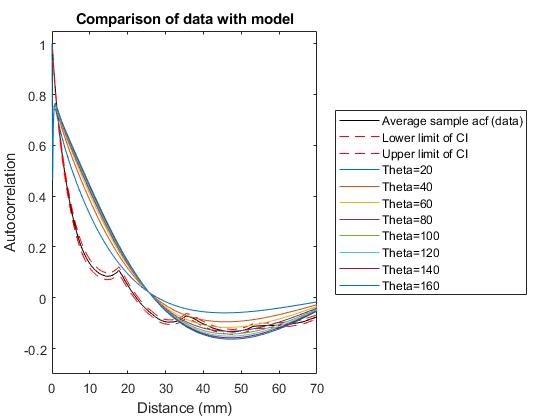 Comparison of data with model
1
0.8
0.6
0.4
0.2
0
-0.2
Autocorrelation
0 10 20 30 40 50 60 70
Distance (mm)
Average sample acf (data)
Lower limit of CI
Upper limit of CI
Theta=20
Theta=40
Theta=60
Theta=80
Theta=100
Theta=120
Theta=140
Theta=160